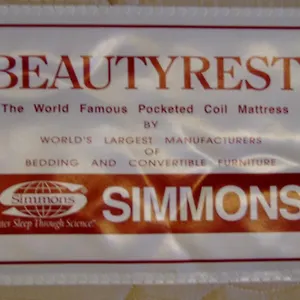 BEAUTYREST
The World Famous Pocketed Coil Mattress
BY
WORLD'S LARGEST MANUFACTURERS
OF
BEDDING AND CONVERTIBLE FURNITURE
Simmons
SIMMONS
Sleep Through Science